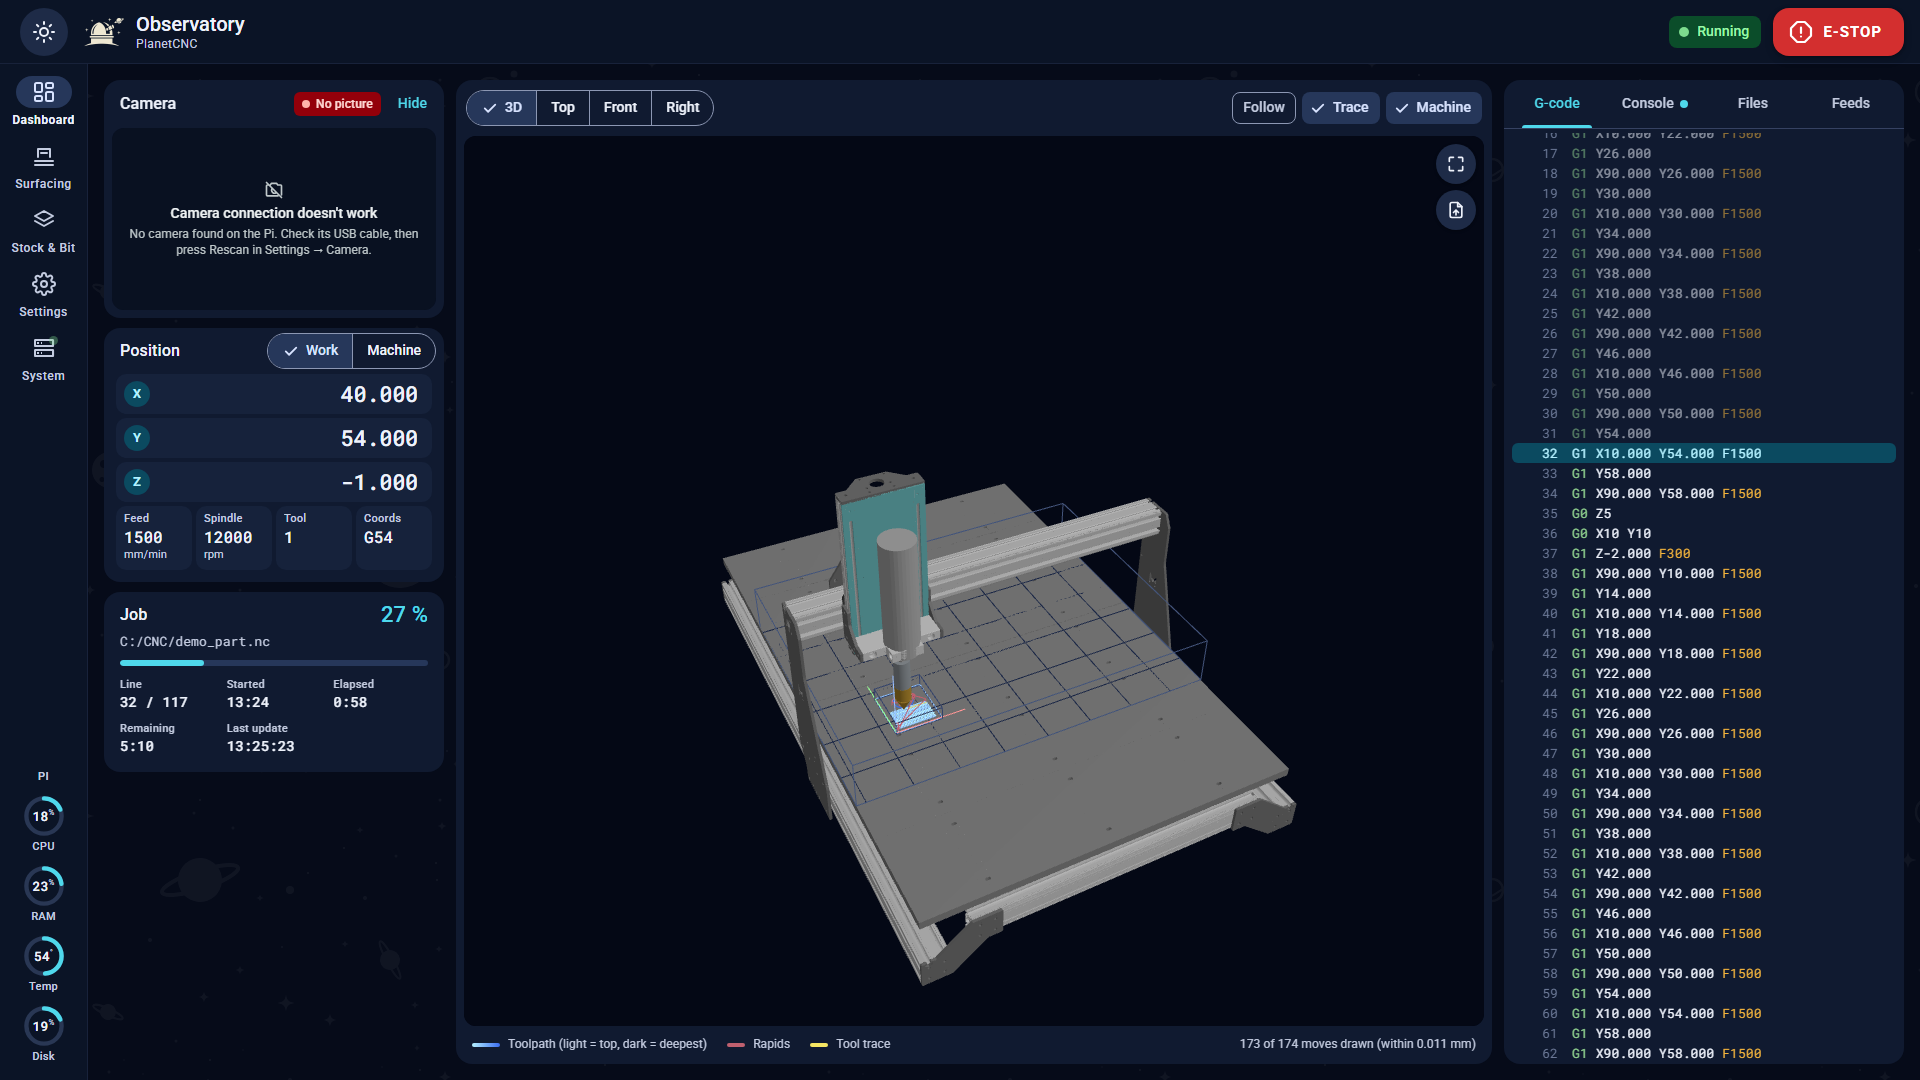 Observatory
PlanetCNC
Running
E-STOP
Dashboard
Surfacing
Stock & Bit
Settings
System
PI
18%
CPU
23%
RAM
54°
Temp
19%
Disk
Camera
No picture
Hide
Camera connection doesn't work
No camera found on the Pi. Check its USB cable, then
press Rescan in Settings → Camera.
Position
Work
Machine
X
40.000
Y
54.000
Z
-1.000
Feed
1500
mm/min
Spindle
12000
rpm
Tool
1
Coords
G54
Job
27 %
C:/CNC/demo_part.nc
Line
32 / 117
Started
13:24
Elapsed
0:58
Remaining
5:10
Last update
13:25:23
3D
Top
Front
Right
Follow
Trace
Machine
Toolpath (light = top, dark = deepest)
Rapids
Tool trace
173 of 174 moves drawn (within 0.011 mm)
G-code
Console
Files
Feeds
16 G1 X10.000 Y22.000 F1500
17 G1 Y26.000
18 G1 X90.000 Y26.000 F1500
19 G1 Y30.000
20 G1 X10.000 Y30.000 F1500
21 G1 Y34.000
22 G1 X90.000 Y34.000 F1500
23 G1 Y38.000
24 G1 X10.000 Y38.000 F1500
25 G1 Y42.000
26 G1 X90.000 Y42.000 F1500
27 G1 Y46.000
28 G1 X10.000 Y46.000 F1500
29 G1 Y50.000
30 G1 X90.000 Y50.000 F1500
31 G1 Y54.000
32 G1 X10.000 Y54.000 F1500
33 G1 Y58.000
34 G1 X90.000 Y58.000 F1500
35 G0 Z5
36 G0 X10 Y10
37 G1 Z-2.000 F300
38 G1 X90.000 Y10.000 F1500
39 G1 Y14.000
40 G1 X10.000 Y14.000 F1500
41 G1 Y18.000
42 G1 X90.000 Y18.000 F1500
43 G1 Y22.000
44 G1 X10.000 Y22.000 F1500
45 G1 Y26.000
46 G1 X90.000 Y26.000 F1500
47 G1 Y30.000
48 G1 X10.000 Y30.000 F1500
49 G1 Y34.000
50 G1 X90.000 Y34.000 F1500
51 G1 Y38.000
52 G1 X10.000 Y38.000 F1500
53 G1 Y42.000
54 G1 X90.000 Y42.000 F1500
55 G1 Y46.000
56 G1 X10.000 Y46.000 F1500
57 G1 Y50.000
58 G1 X90.000 Y50.000 F1500
59 G1 Y54.000
60 G1 X10.000 Y54.000 F1500
61 G1 Y58.000
62 G1 X90.000 Y58.000 F1500